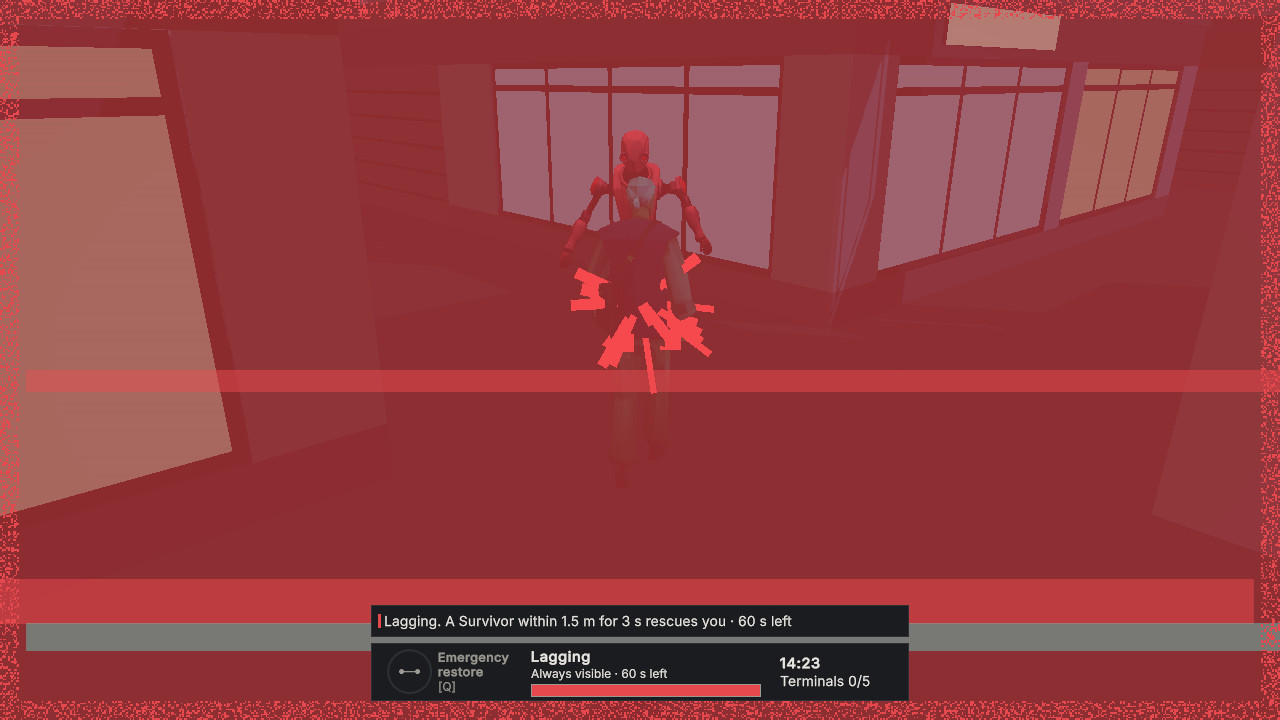 Lagging. A Survivor within 1.5 m for 3 s rescues you · 60 s left
Emergency
restore
[Q]
Lagging
Always visible · 60 s left
14:23
Terminals 0/5